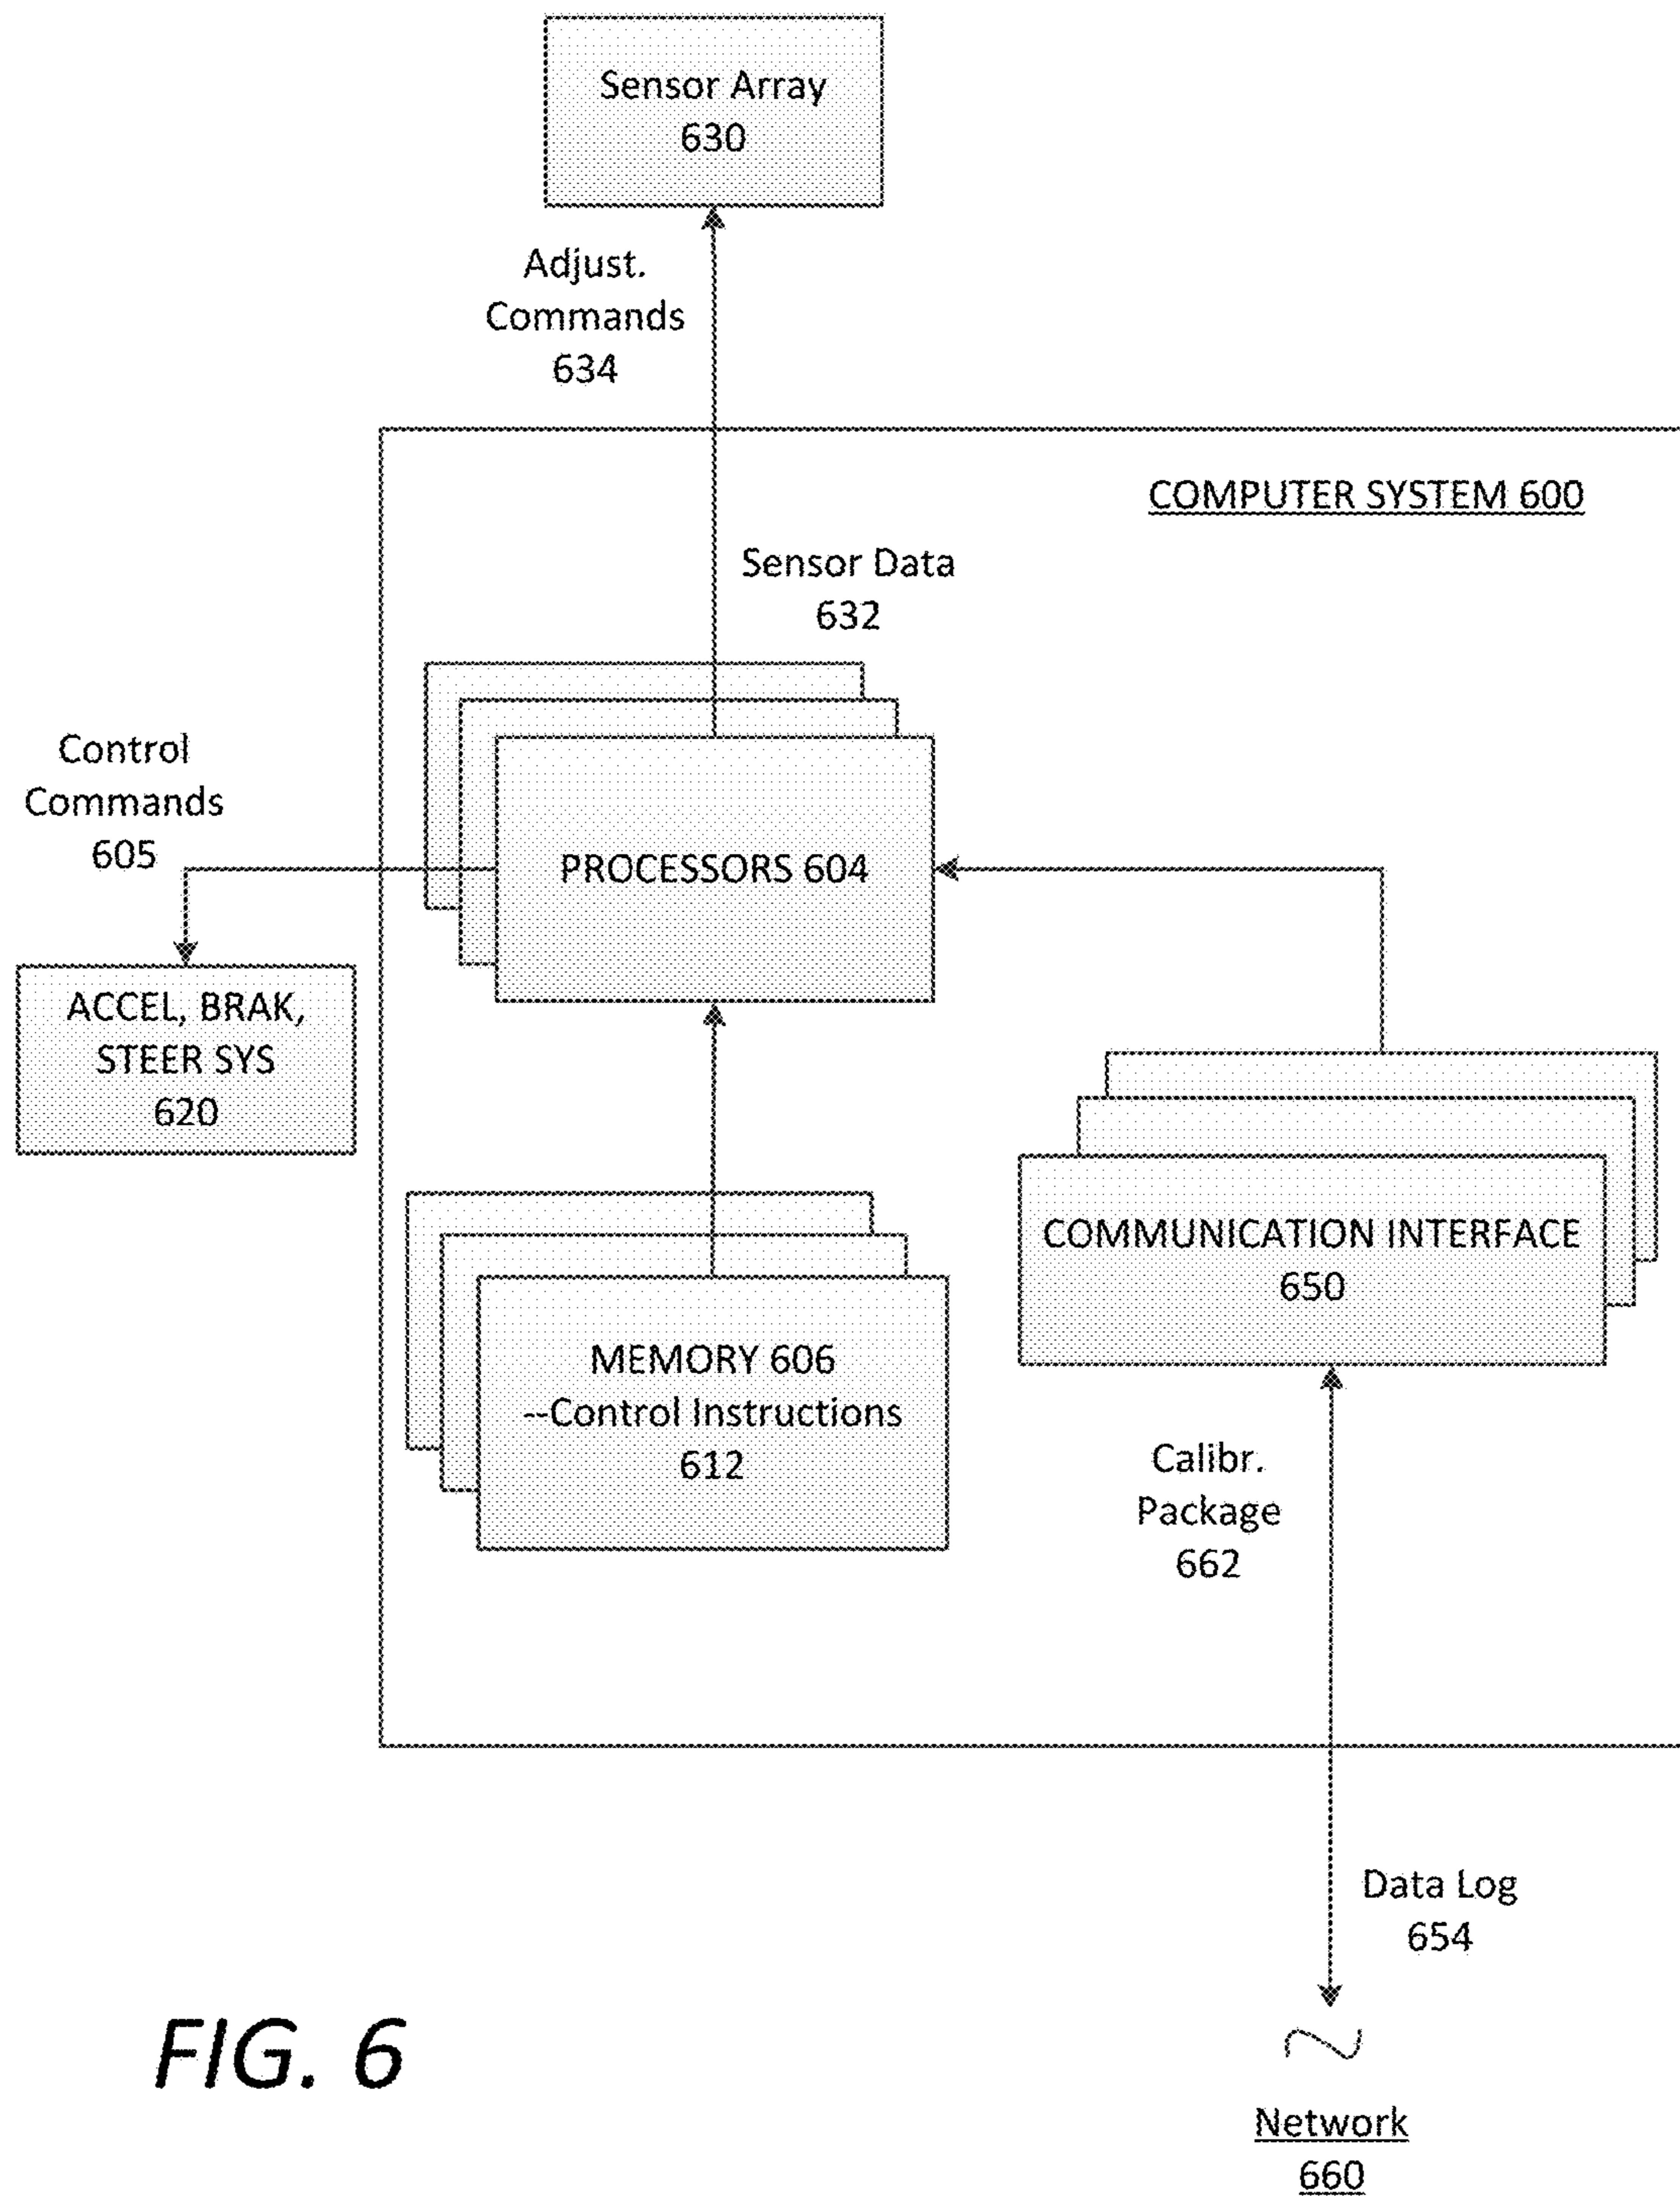 Sensor Array
630
Adjust.
Commands
634
COMPUTER SYSTEM 600
Sensor Data
632
Control
Commands
605
PROCESSORS 604
ACCEL, BRAK,
STEER SYS
620
COMMUNICATION INTERFACE
650
MEMORY 606
--Control Instructions
612
Calibr.
Package
662
Data Log
654
FIG. 6
Network
660